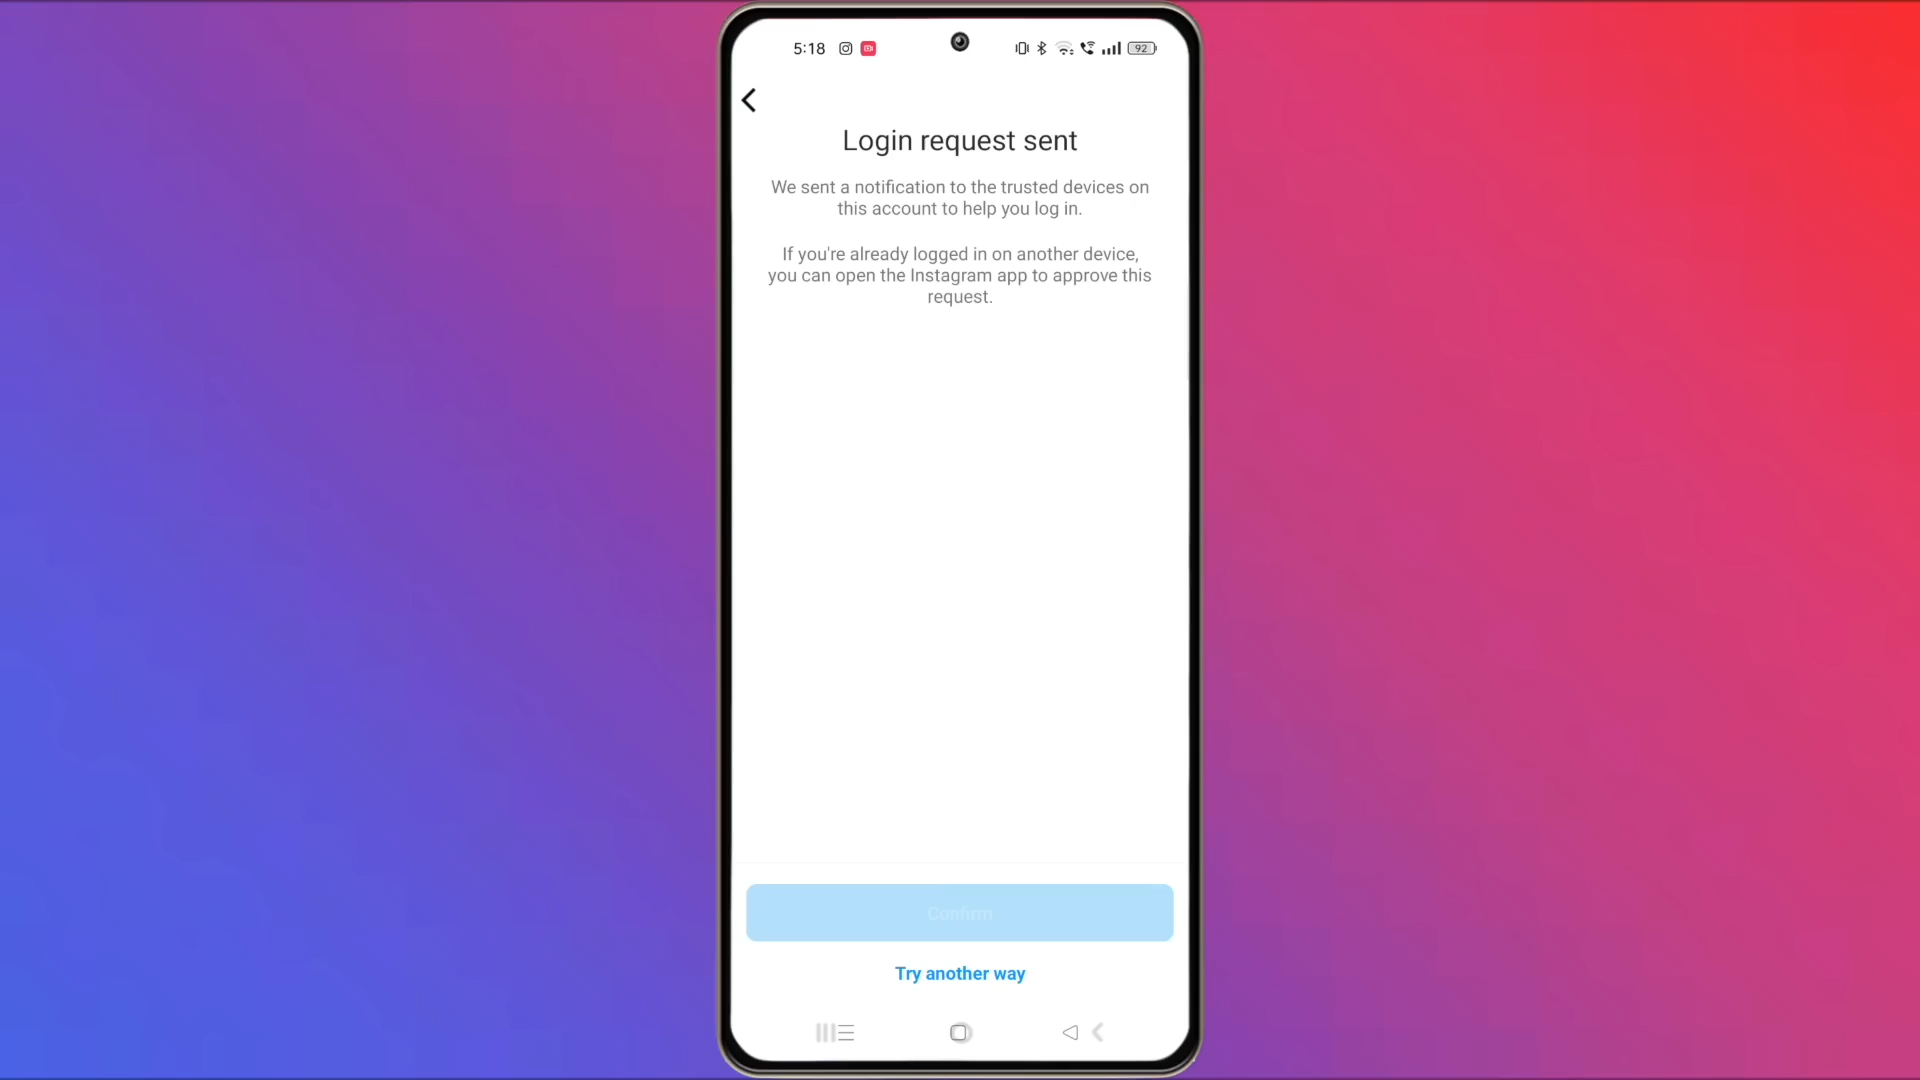 5:18
92
Login request sent
We sent a notification to the trusted devices on
this account to help you log in.
If you're already logged in on another device,
you can open the Instagram app to approve this
request.
Confirm
Try another way